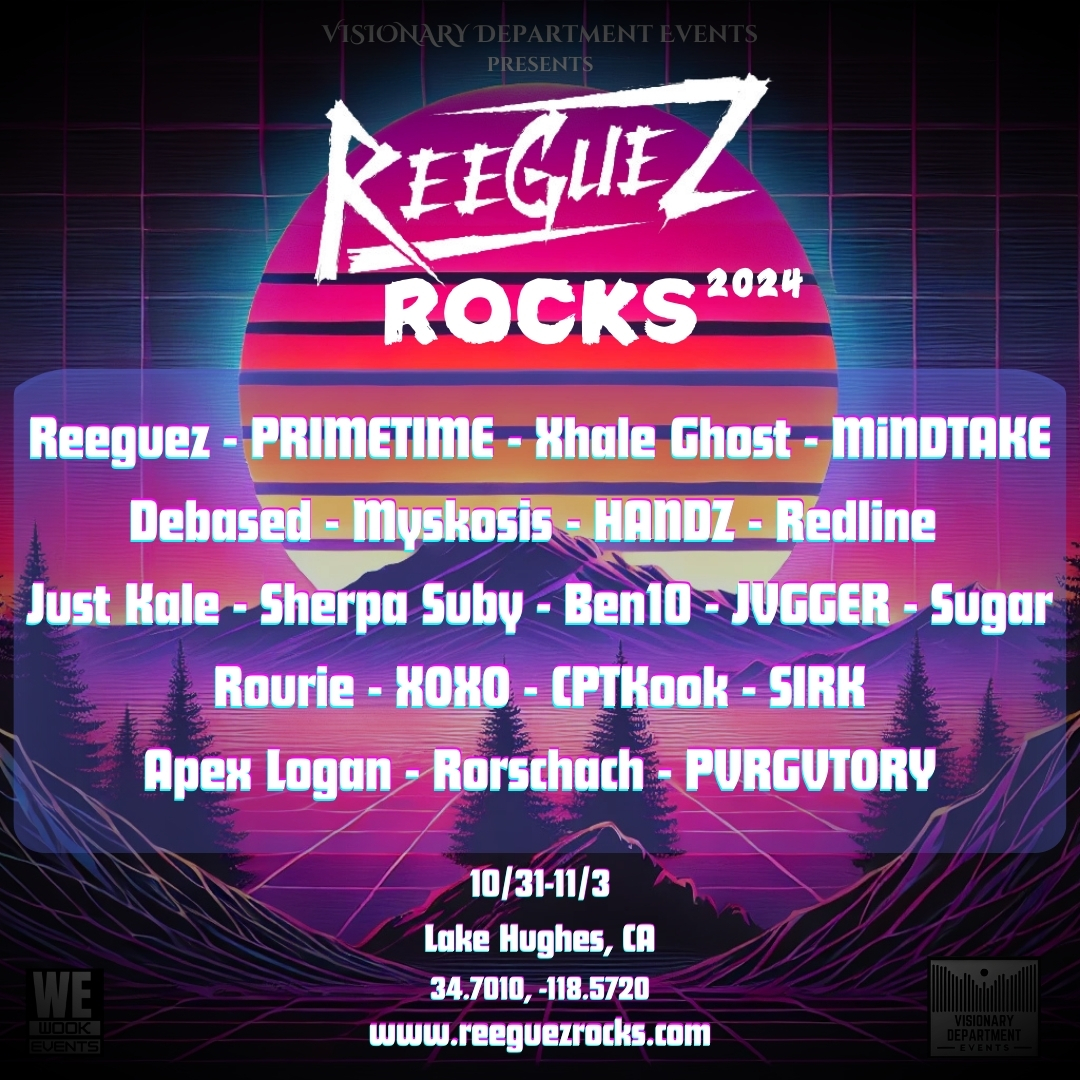 VISIONARY DEPARTMENT EVENTS
PRESENTS
REEGUEZ
ROCKS 2024
Reeguez - PRIMETIME - Xhale Ghost - MiNDTAKE
Debased - Myskosis - HANDZ - Redline
Just Kale - Sherpa Suby - Ben10 - JVGGER - Sugar
Rourie - XOXO - CPTKook - SIRK
Apex Logan - Rorschach - PVRGVTORY
10/31-11/3
Lake Hughes, CA
34.7010, -118.5720
www.reeguezrocks.com
WE
WOOK
EVENTS
VISIONARY
DEPARTMENT
EVENTS